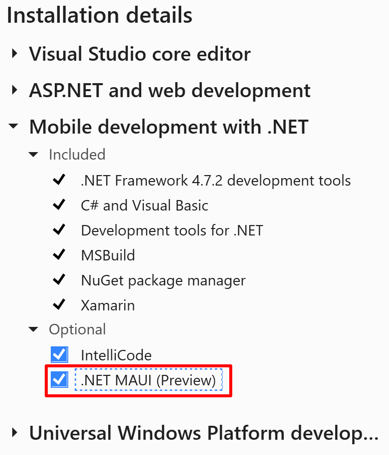 Installation details
Visual Studio core editor
ASP.NET and web development
Mobile development with .NET
Included
.NET Framework 4.7.2 development tools
C# and Visual Basic
Development tools for .NET
MSBuild
NuGet package manager
Xamarin
Optional
IntelliCode
.NET MAUI (Preview)
Universal Windows Platform develop...